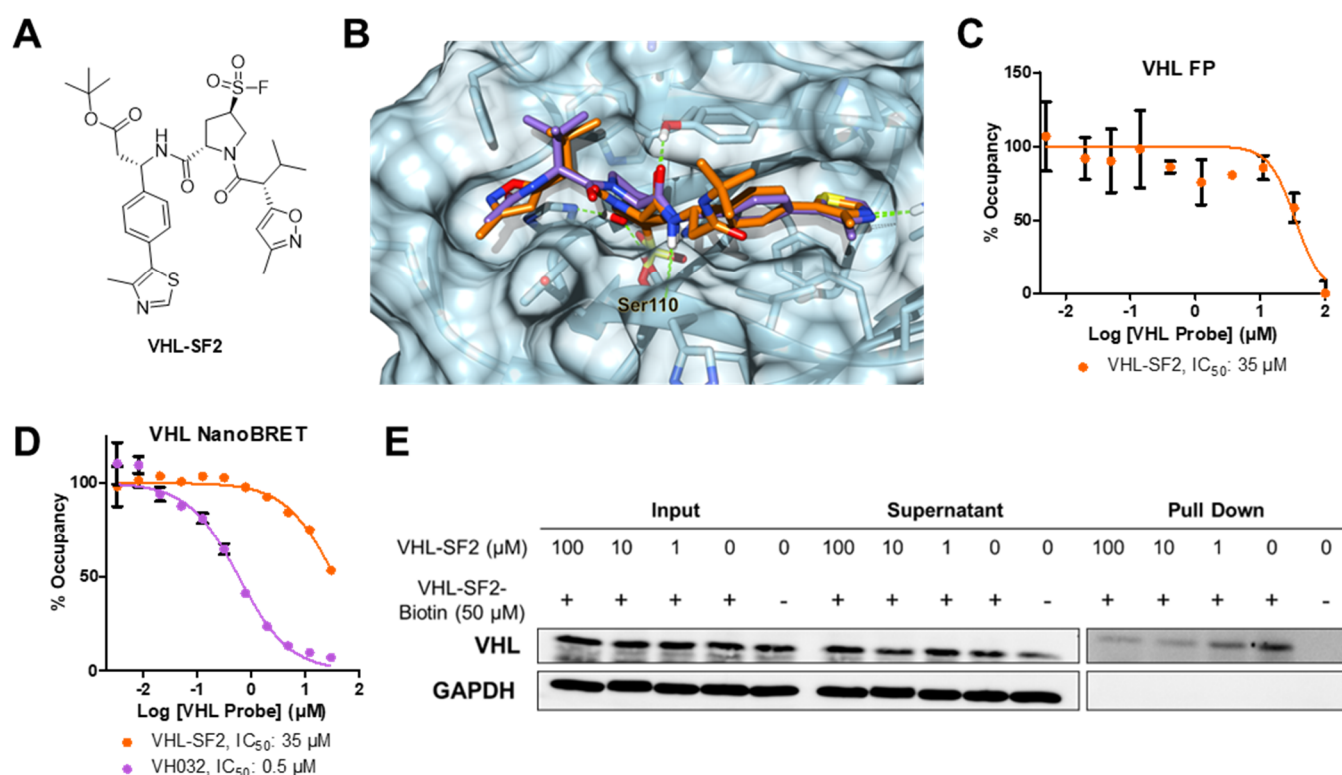 A
O
O
S
F
O
O
HN
N
O
O
O
N
N
S
VHL-SF2
B
Ser110
C
VHL FP
150
100
50
0
% Occupancy
-2 -1 0 1 2
Log [VHL Probe] (µM)
VHL-SF2, IC50: 35 µM
D
VHL NanoBRET
100
50
0
% Occupancy
-2 -1 0 1 2
Log [VHL Probe] (µM)
VHL-SF2, IC50: 35 µM
VH032, IC50: 0.5 µM
E
Input Supernatant Pull Down
VHL-SF2 (µM) 100 10 1 0 0 100 10 1 0 0 100 10 1 0 0
VHL-SF2-
Biotin (50 µM) + + + + - + + + + - + + + + -
VHL
GAPDH